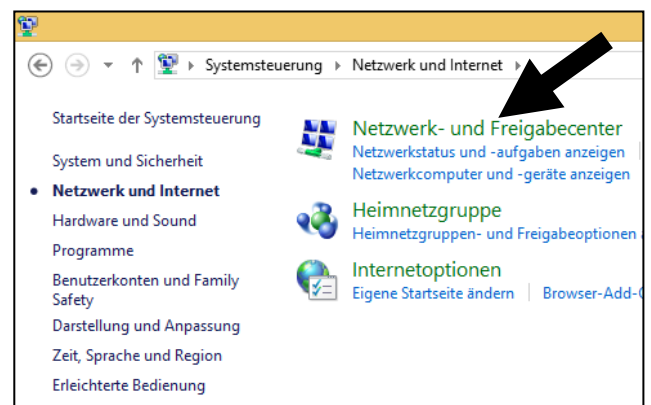 Systemsteuerung Netzwerk und Internet
Startseite der Systemsteuerung
System und Sicherheit
Netzwerk und Internet
Hardware und Sound
Programme
Benutzerkonten und Family
Safety
Darstellung und Anpassung
Zeit, Sprache und Region
Erleichterte Bedienung
Netzwerk- und Freigabecenter
Netzwerkstatus und -aufgaben anzeigen
Netzwerkcomputer und -geräte anzeigen
Heimnetzgruppe
Heimnetzgruppen- und Freigabeoptionen
Internetoptionen
Eigene Startseite ändern Browser-Add-